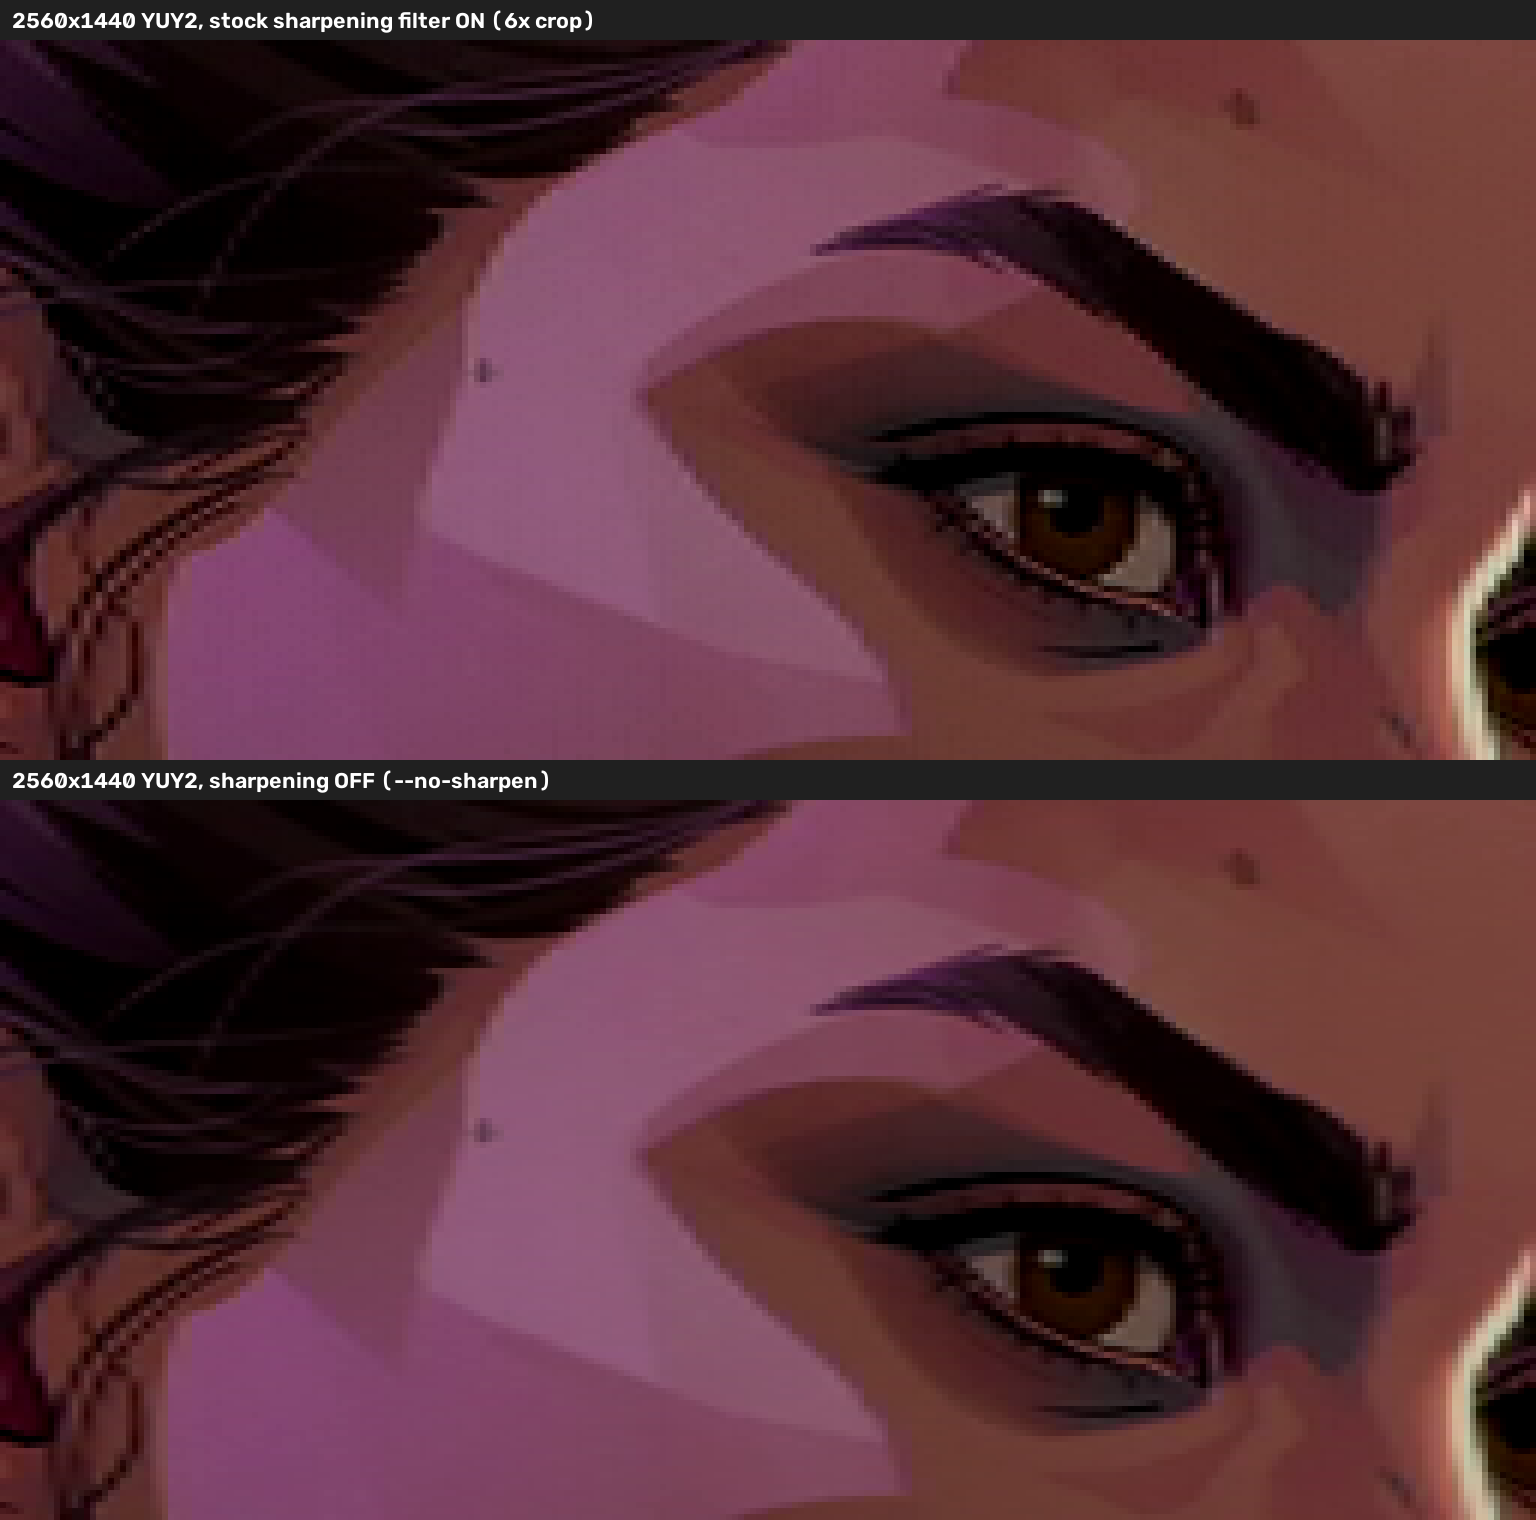 2560x1440 YUY2, stock sharpening filter ON (6x crop)
2560x1440 YUY2, sharpening OFF (--no-sharpen)